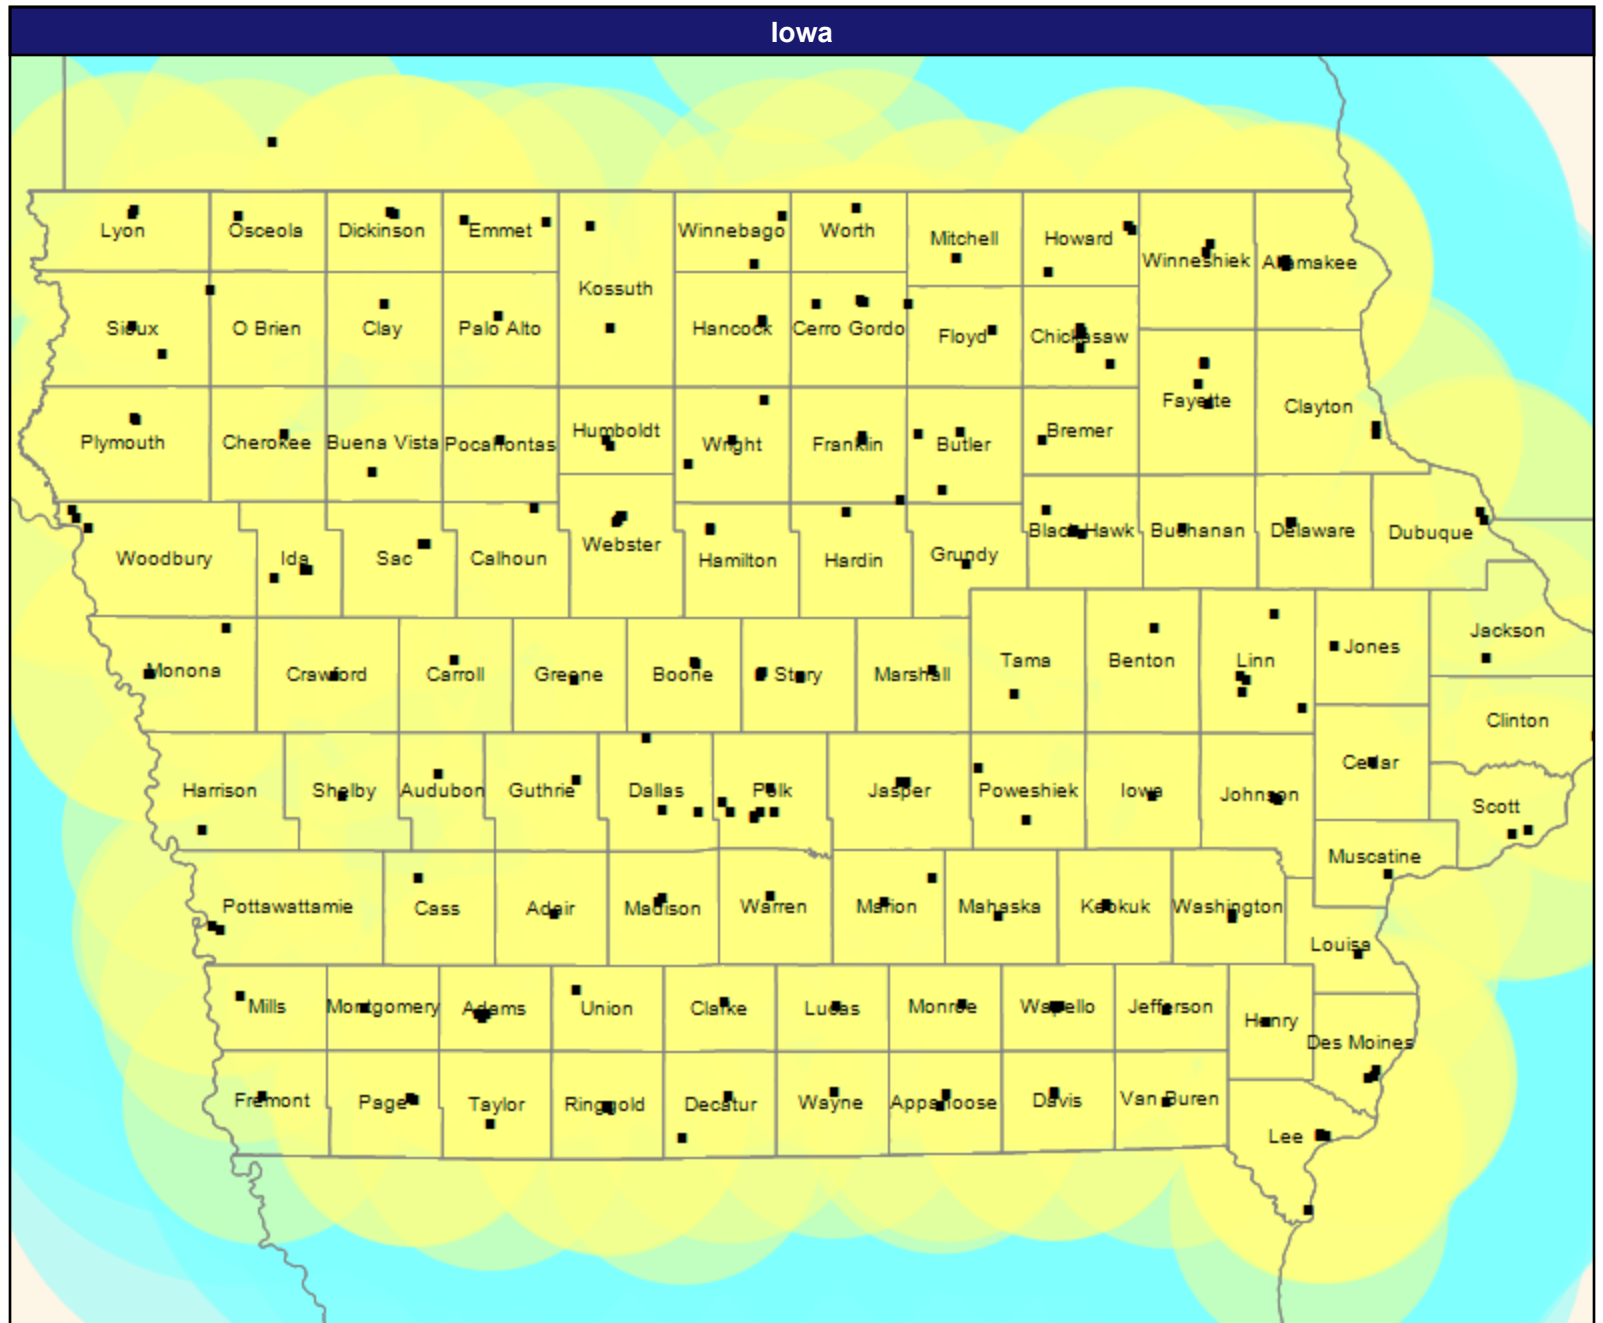 Iowa
Lyon
Osceola
Dickinson
Emmet
Winnebago
Worth
Mitchell
Howard
Winneshiek
Allamakee
Kossuth
Sioux
O Brien
Clay
Palo Alto
Hancock
Cerro Gordo
Floyd
Chickasaw
Fayette
Clayton
Plymouth
Cherokee
Buena Vista
Pocahontas
Humboldt
Wright
Franklin
Butler
Bremer
Woodbury
Ida
Sac
Calhoun
Webster
Hamilton
Hardin
Grundy
Black Hawk
Buchanan
Delaware
Dubuque
Monona
Crawford
Carroll
Greene
Boone
Story
Marshall
Tama
Benton
Linn
Jones
Jackson
Clinton
Harrison
Shelby
Audubon
Guthrie
Dallas
Polk
Jasper
Poweshiek
Iowa
Johnson
Cedar
Scott
Muscatine
Pottawattamie
Cass
Adair
Madison
Warren
Marion
Mahaska
Keokuk
Washington
Louisa
Mills
Montgomery
Adams
Union
Clarke
Lucas
Monroe
Wapello
Jefferson
Henry
Des Moines
Fremont
Page
Taylor
Ringgold
Decatur
Wayne
Appanoose
Davis
Van Buren
Lee